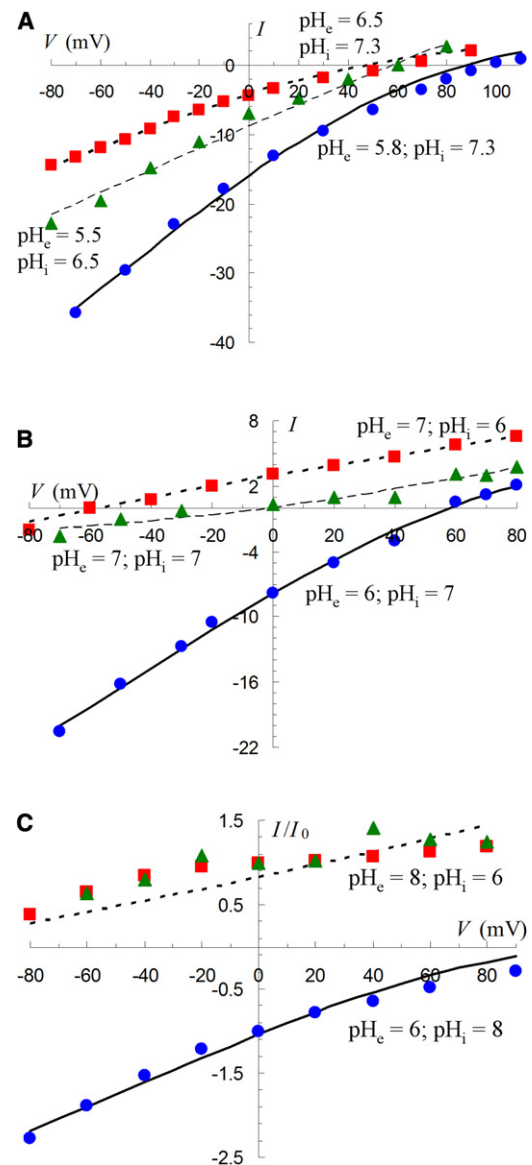 A
V (mV)
I
pHe = 6.5
pHi = 7.3
-80 -60 -40 -20 0 20 40 60 80 100
0
-10
-20
-30
-40
pHe = 5.8; pHi = 7.3
pHe = 5.5
pHi = 6.5
B
I
8
pHe = 7; pHi = 6
V (mV)
2
-80 -60 -40 -20 0 20 40 60 80
pHe = 7; pHi = 7
-4
pHe = 6; pHi = 7
-10
-16
-22
C
1.5
I/I0
pHe = 8; pHi = 6
0.5
V (mV)
-80 -60 -40 -20 0 20 40 60 80
-0.5
pHe = 6; pHi = 8
-1.5
-2.5